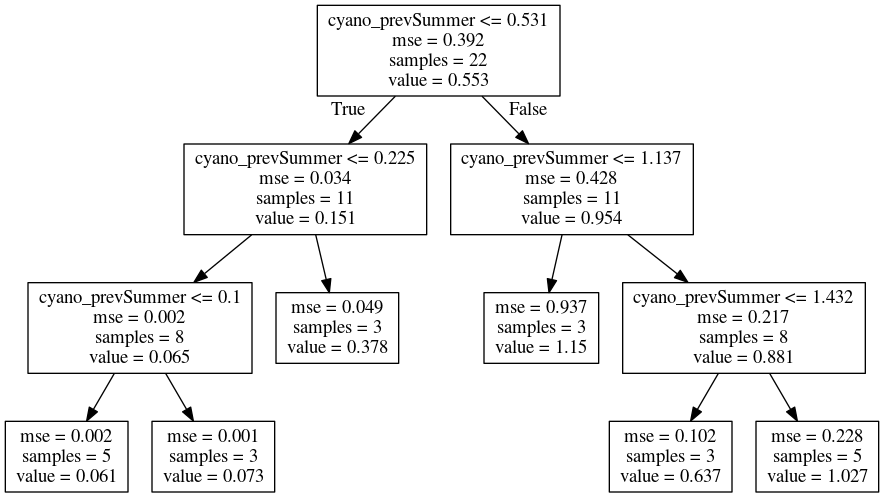 cyano_prevSummer <= 0.531
mse = 0.392
samples = 22
value = 0.553
True
False
cyano_prevSummer <= 0.225
mse = 0.034
samples = 11
value = 0.151
cyano_prevSummer <= 1.137
mse = 0.428
samples = 11
value = 0.954
cyano_prevSummer <= 0.1
mse = 0.002
samples = 8
value = 0.065
mse = 0.049
samples = 3
value = 0.378
mse = 0.937
samples = 3
value = 1.15
cyano_prevSummer <= 1.432
mse = 0.217
samples = 8
value = 0.881
mse = 0.002
samples = 5
value = 0.061
mse = 0.001
samples = 3
value = 0.073
mse = 0.102
samples = 3
value = 0.637
mse = 0.228
samples = 5
value = 1.027